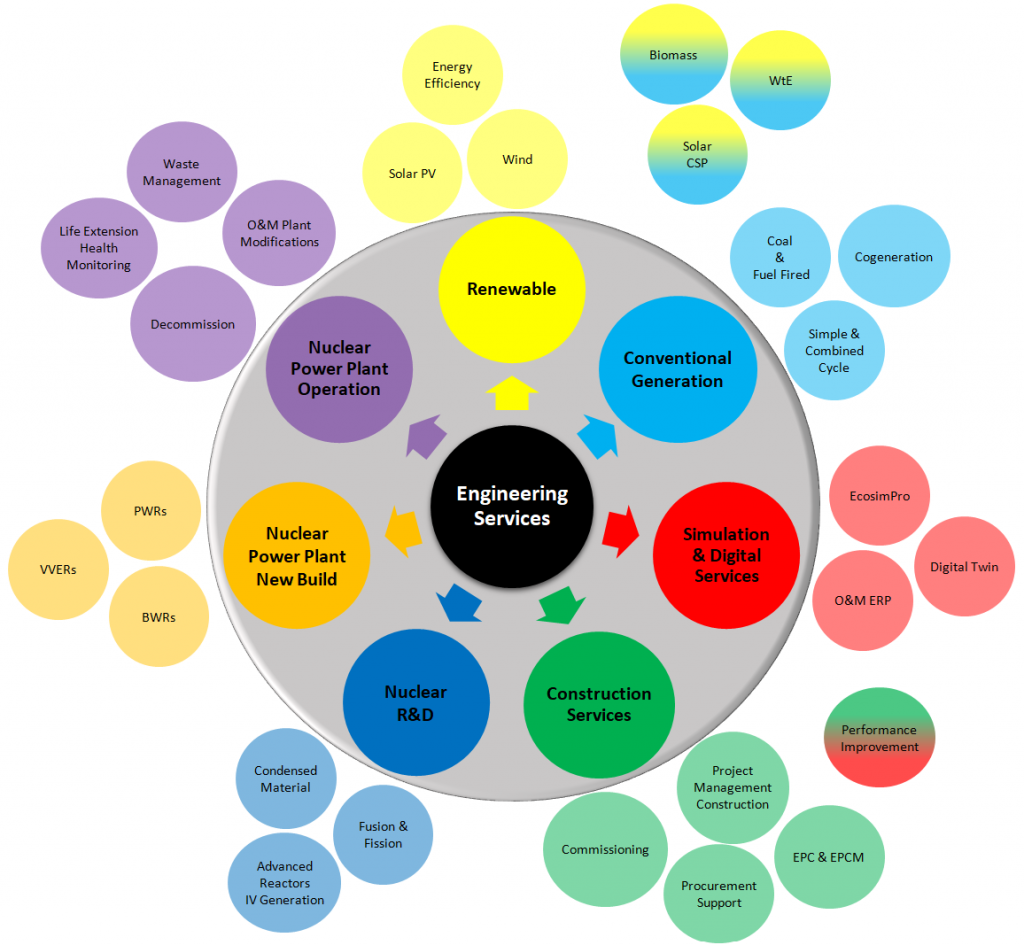 Engineering
Services
Renewable
Energy
Efficiency
Solar PV
Wind
Biomass
WtE
Solar
CSP
Conventional
Generation
Coal
&
Fuel Fired
Cogeneration
Simple &
Combined
Cycle
Simulation
& Digital
Services
EcosimPro
Digital Twin
O&M ERP
Performance
Improvement
Construction
Services
Project
Management
Construction
EPC & EPCM
Procurement
Support
Commissioning
Nuclear
R&D
Condensed
Material
Fusion &
Fission
Advanced
Reactors
IV Generation
Nuclear
Power Plant
New Build
PWRs
VVERs
BWRs
Nuclear
Power Plant
Operation
Waste
Management
O&M Plant
Modifications
Life Extension
Health
Monitoring
Decommission